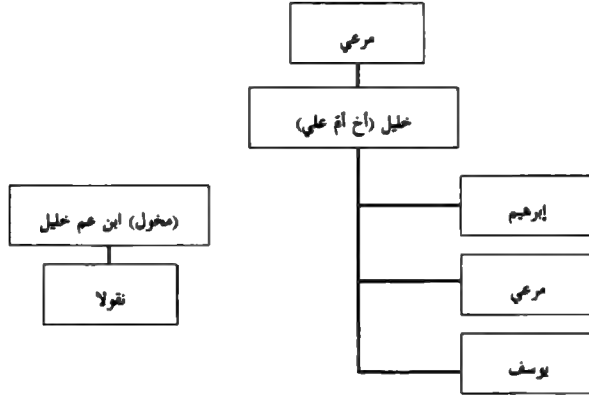 مرعي
خليل (أخ أمّ علي)
إبرهيم
(مخول) ابن عم خليل
مرعي
نقولا
يوسف